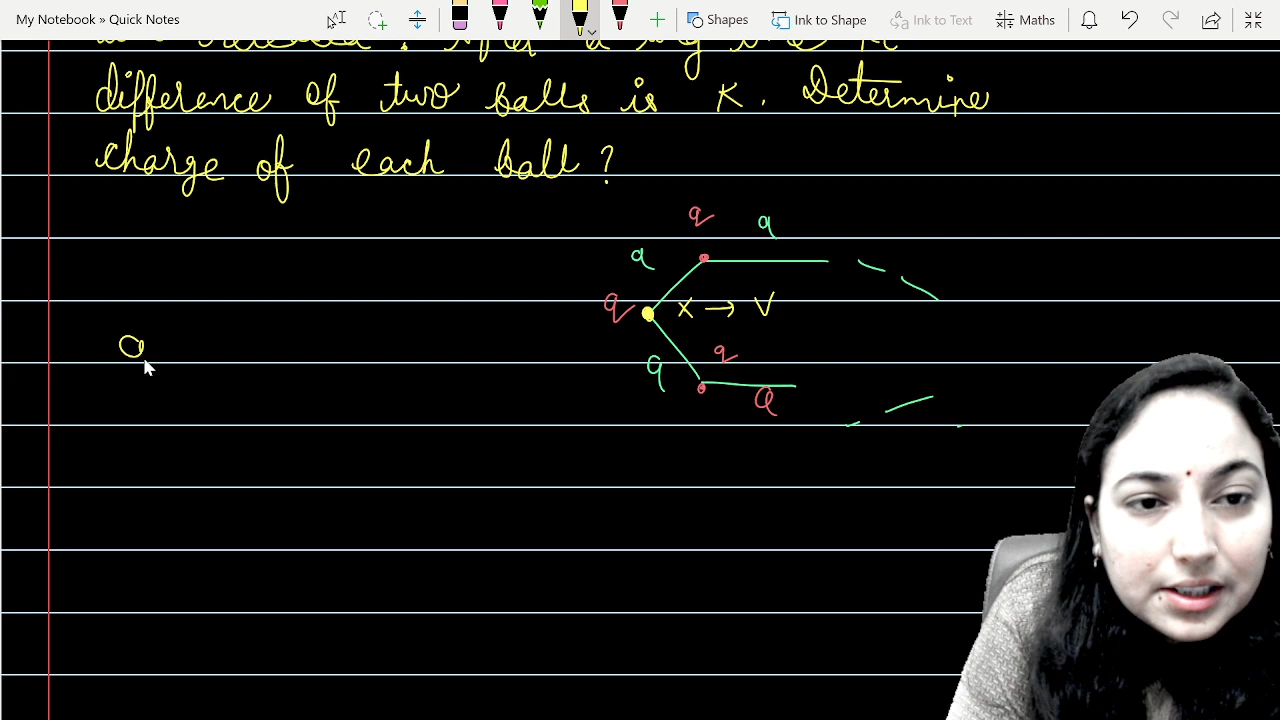 My Notebook » Quick Notes
Shapes Ink to Shape Ink to Text Maths
difference of two balls is K. Determine
charge of each ball?
q a
a
q x → V
q
a
Q